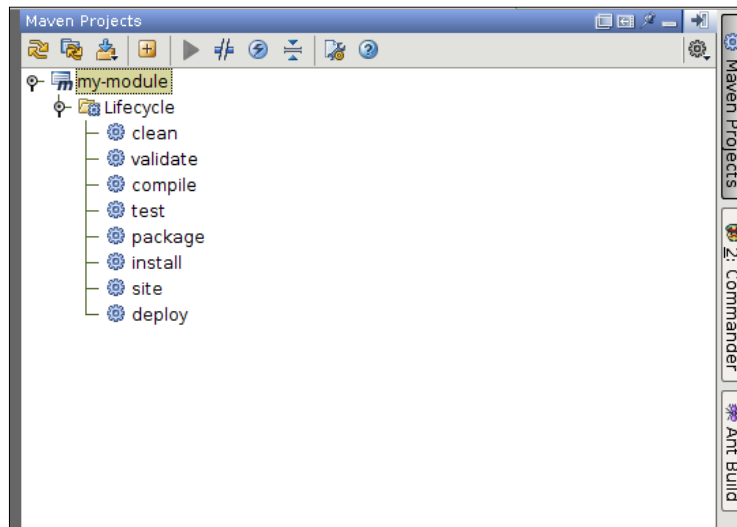 Maven Projects
my-module
Lifecycle
clean
validate
compile
test
package
install
site
deploy
Maven Projects
2: Commander
Ant Build